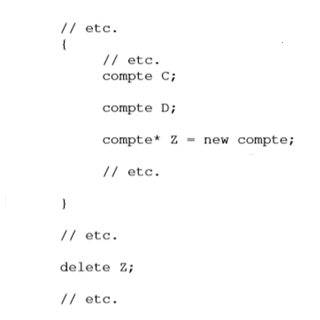 // etc.
{
// etc.
compte C;
compte D;
compte* Z = new compte;
// etc.
}
// etc.
delete Z;
// etc.